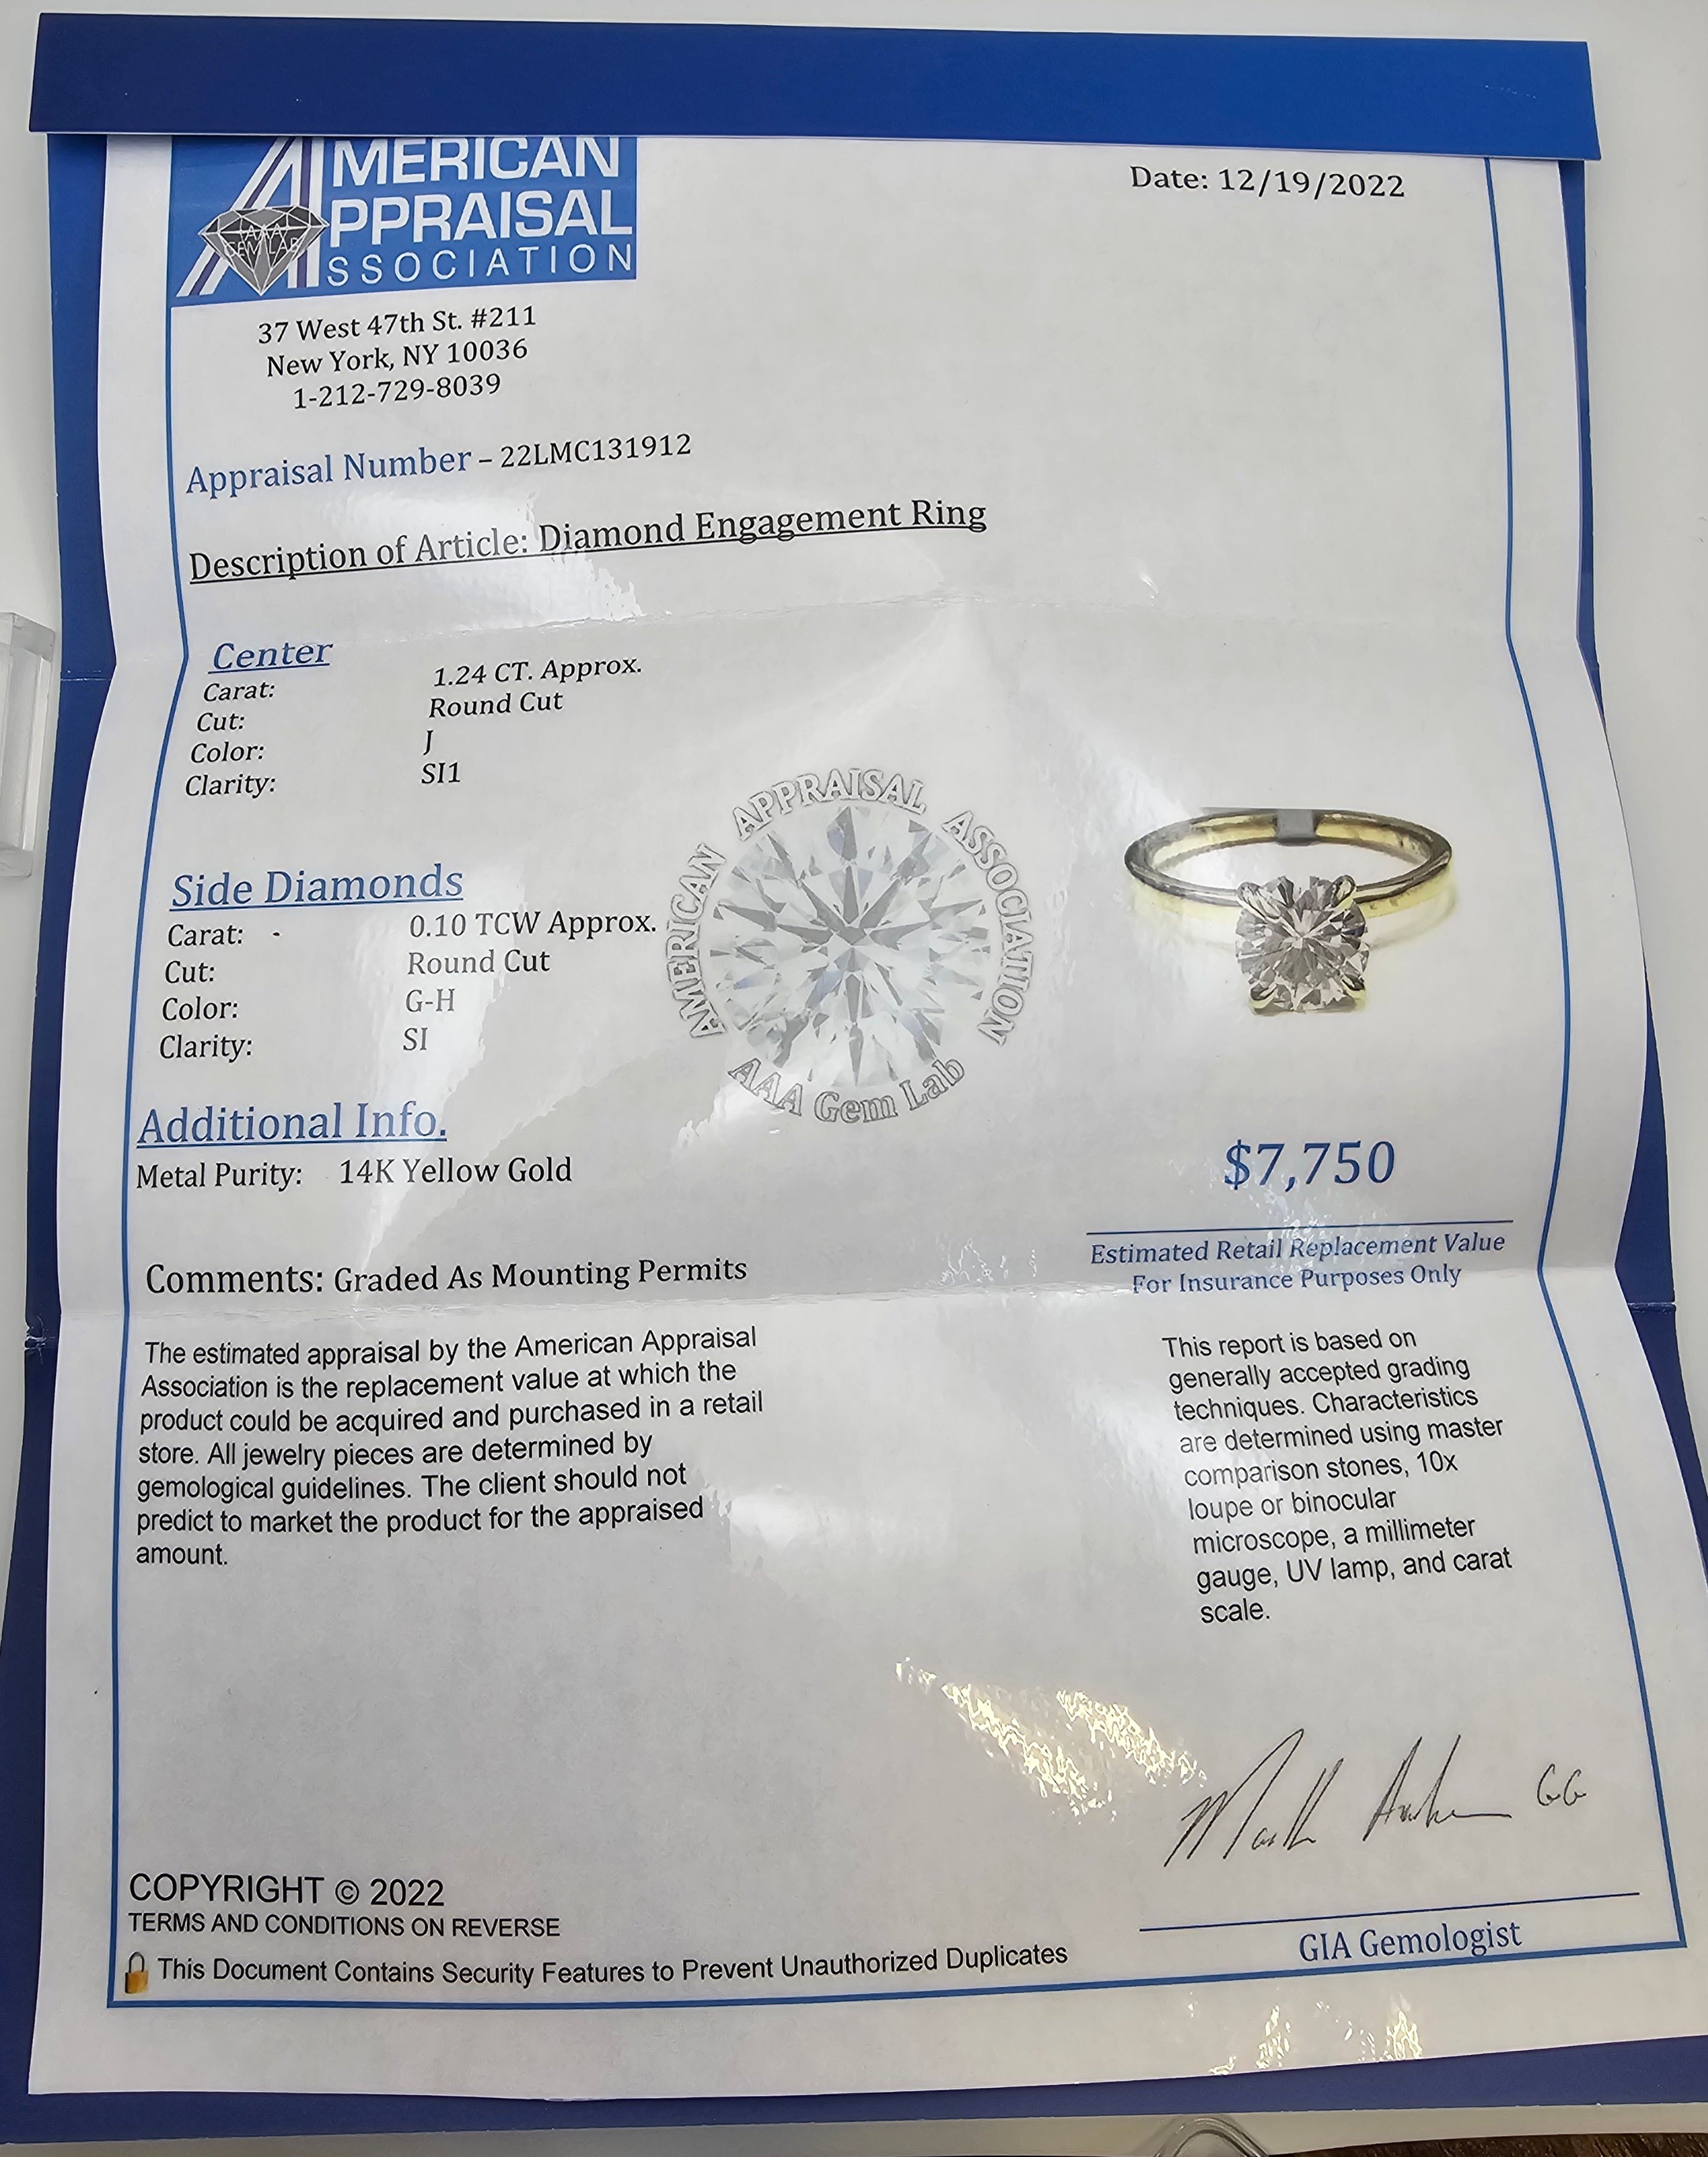 AMERICAN
APPRAISAL
ASSOCIATION
AAA
GEM LAB
Date: 12/19/2022
37 West 47th St. #211
New York, NY 10036
1-212-729-8039
Appraisal Number – 22LMC131912
Description of Article: Diamond Engagement Ring
Center
Carat: 1.24 CT. Approx.
Cut: Round Cut
Color: J
Clarity: SI1
Side Diamonds
Carat: - 0.10 TCW Approx.
Cut: Round Cut
Color: G-H
Clarity: SI
AMERICAN APPRAISAL ASSOCIATION
AAA Gem Lab
Additional Info.
Metal Purity: 14K Yellow Gold
$7,750
Estimated Retail Replacement Value
For Insurance Purposes Only
Comments: Graded As Mounting Permits
The estimated appraisal by the American Appraisal
Association is the replacement value at which the
product could be acquired and purchased in a retail
store. All jewelry pieces are determined by
gemological guidelines. The client should not
predict to market the product for the appraised
amount.
This report is based on
generally accepted grading
techniques. Characteristics
are determined using master
comparison stones, 10x
loupe or binocular
microscope, a millimeter
gauge, UV lamp, and carat
scale.
GG
GIA Gemologist
COPYRIGHT © 2022
TERMS AND CONDITIONS ON REVERSE
This Document Contains Security Features to Prevent Unauthorized Duplicates